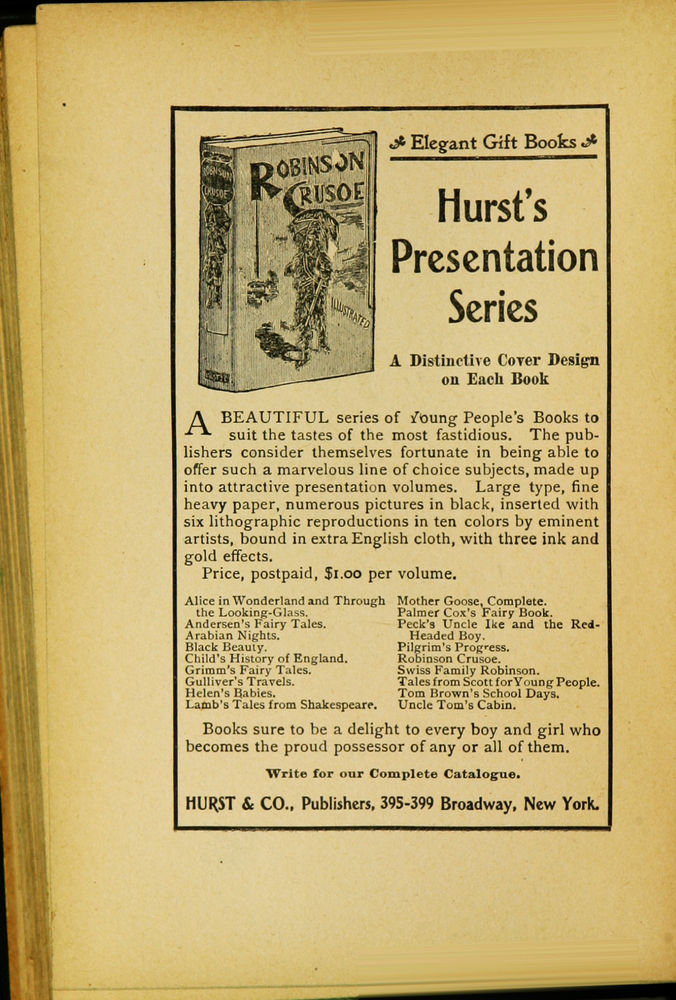 ROBINSON
CRUSOE
ROBINSON
CRUSOE
ILLUSTRATED
HURST & CO.
Elegant Gift Books
Hurst's
Presentation
Series
A Distinctive Cover Design
on Each Book
A BEAUTIFUL series of Young People's Books to
suit the tastes of the most fastidious. The pub-
lishers consider themselves fortunate in being able to
offer such a marvelous line of choice subjects, made up
into attractive presentation volumes. Large type, fine
heavy paper, numerous pictures in black, inserted with
six lithographic reproductions in ten colors by eminent
artists, bound in extra English cloth, with three ink and
gold effects.
Price, postpaid, $1.00 per volume.
Alice in Wonderland and Through
the Looking-Glass.
Andersen's Fairy Tales.
Arabian Nights.
Black Beauty.
Child's History of England.
Grimm's Fairy Tales.
Gulliver's Travels.
Helen's Babies.
Lamb's Tales from Shakespeare.
Mother Goose, Complete.
Palmer Cox's Fairy Book.
Peck's Uncle Ike and the Red-
Headed Boy.
Pilgrim's Progress.
Robinson Crusoe.
Swiss Family Robinson.
Tales from Scott for Young People.
Tom Brown's School Days.
Uncle Tom's Cabin.
Books sure to be a delight to every boy and girl who
becomes the proud possessor of any or all of them.
Write for our Complete Catalogue.
HURST & CO., Publishers, 395-399 Broadway, New York.